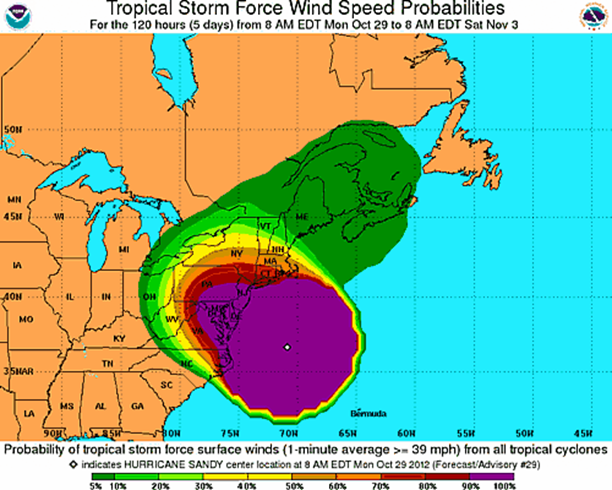 Tropical Storm Force Wind Speed Probabilities
For the 120 hours (5 days) from 8 AM EDT Mon Oct 29 to 8 AM EDT Sat Nov 3
50N
MN
45N
WI
MI
VT
ME
NH
NY
MA
CT
IA
PA
40N
IL
IN
OH
MO
WV
VA
KY
TN
NC
35N
AR
SC
LA
MS
AL
GA
Bermuda
90W
85W
80W
75W
70W
65W
60W
55W
50W
45W
Probability of tropical storm force surface winds (1-minute average >= 39 mph) from all tropical cyclones
indicates HURRICANE SANDY center location at 8 AM EDT Mon Oct 29 2012 (Forecast/Advisory #29)
5% 10% 20% 30% 40% 50% 60% 70% 80% 90% 100%